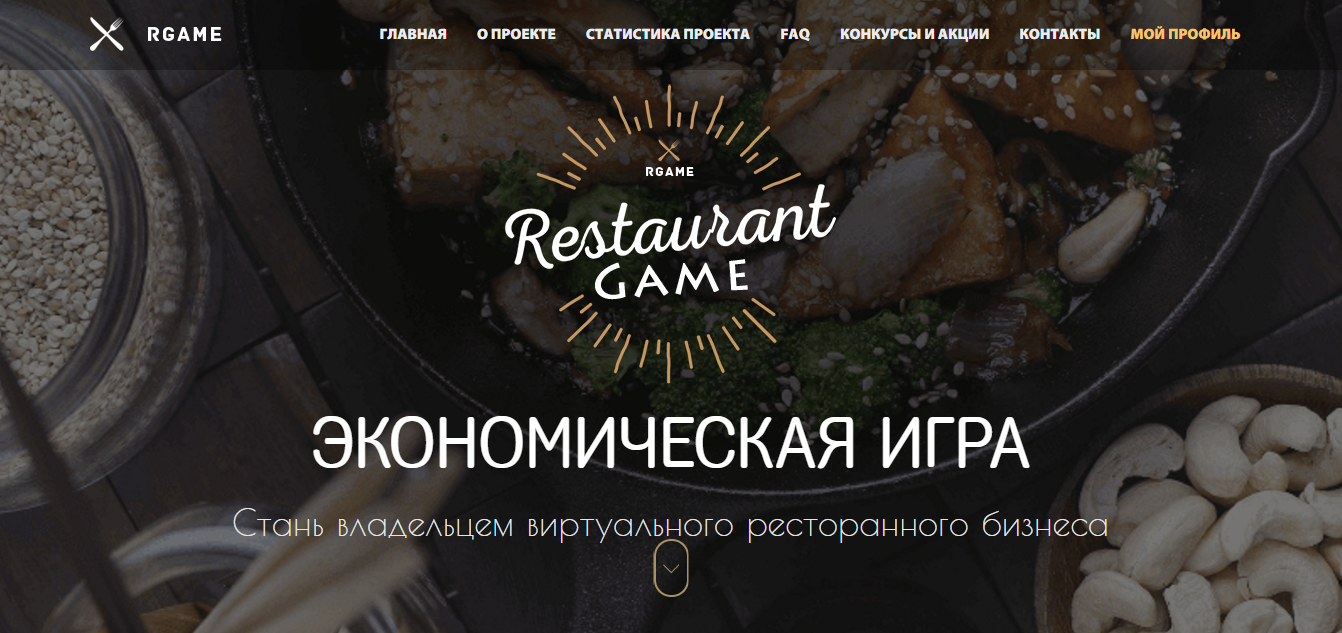 RGAME
ГЛАВНАЯ О ПРОЕКТЕ СТАТИСТИКА ПРОЕКТА FAQ КОНКУРСЫ И АКЦИИ КОНТАКТЫ МОЙ ПРОФИЛЬ
RGAME
Restaurant
GAME
ЭКОНОМИЧЕСКАЯ ИГРА
Стань владельцем виртуального ресторанного бизнеса